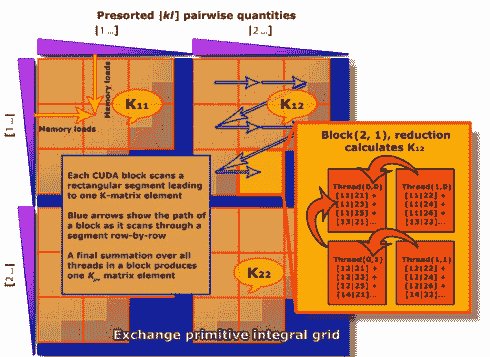 Presorted |kl] pairwise quantities
|1...]
|2...]
[1...|
[2...|
Memory loads
Memory loads
K11
K12
K22
Each CUDA block scans a
rectangular segment leading
to one K-matrix element
Blue arrows show the path of
a block as it scans through a
segment row-by-row
A final summation over all
threads in a block produces
one Kμν matrix element
Block(2, 1), reduction
calculates K12
Thread(0,0)
[11|21] +
[11|23] +
[11|25] +
[13|21]...
Thread(1,0)
[11|22] +
[11|24] +
[11|26] +
[13|22]...
Thread(0,1)
[12|21] +
[12|23] +
[12|25] +
[14|21]...
Thread(1,1)
[12|22] +
[12|24] +
[12|26] +
[14|22]...
Exchange primitive integral grid